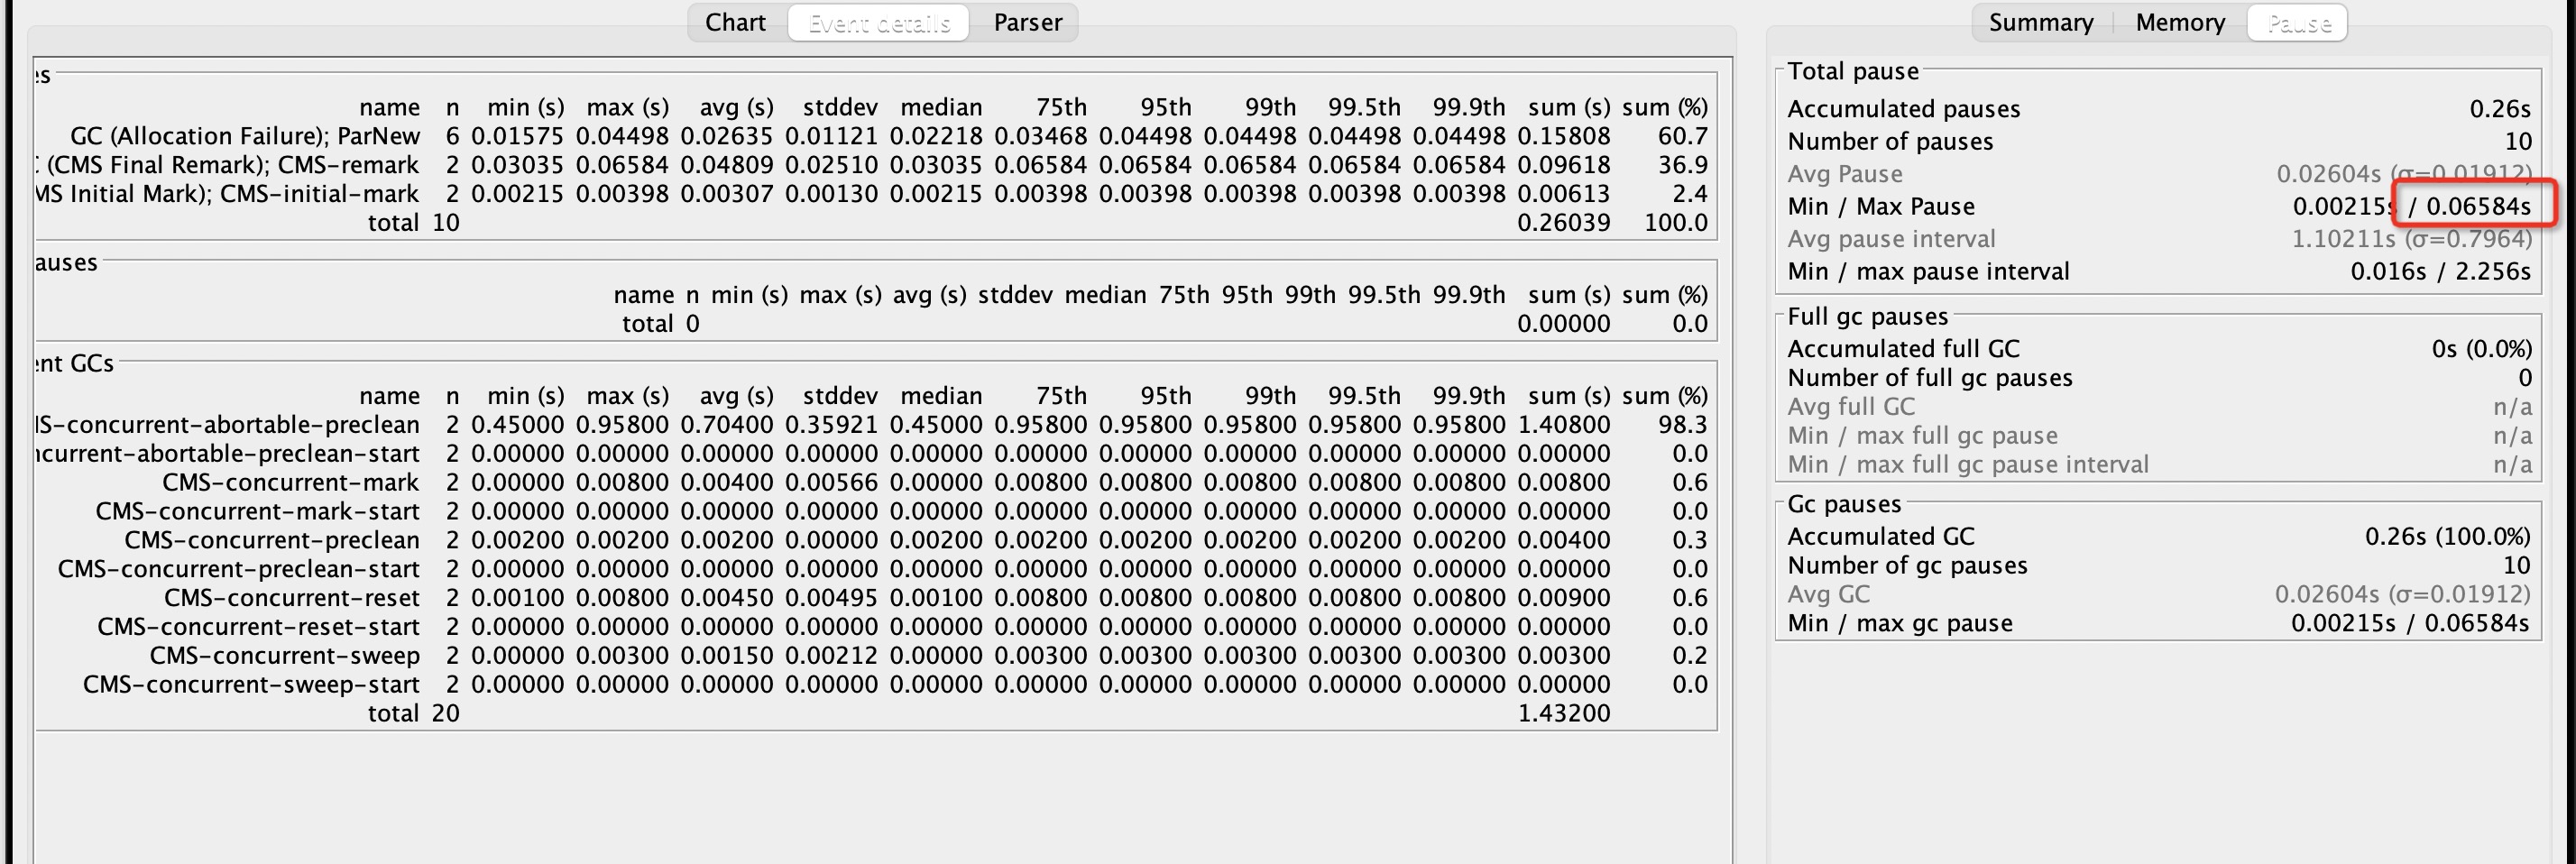 Chart Event details Parser
es
name n min (s) max (s) avg (s) stddev median 75th 95th 99th 99.5th 99.9th sum (s) sum (%)
GC (Allocation Failure); ParNew 6 0.01575 0.04498 0.02635 0.01121 0.02218 0.03468 0.04498 0.04498 0.04498 0.04498 0.15808 60.7
(CMS Final Remark); CMS-remark 2 0.03035 0.06584 0.04809 0.02510 0.03035 0.06584 0.06584 0.06584 0.06584 0.06584 0.09618 36.9
MS Initial Mark); CMS-initial-mark 2 0.00215 0.00398 0.00307 0.00130 0.00215 0.00398 0.00398 0.00398 0.00398 0.00398 0.00613 2.4
total 10 0.26039 100.0
auses
name n min (s) max (s) avg (s) stddev median 75th 95th 99th 99.5th 99.9th sum (s) sum (%)
total 0 0.00000 0.0
ent GCs
name n min (s) max (s) avg (s) stddev median 75th 95th 99th 99.5th 99.9th sum (s) sum (%)
MS-concurrent-abortable-preclean 2 0.45000 0.95800 0.70400 0.35921 0.45000 0.95800 0.95800 0.95800 0.95800 0.95800 1.40800 98.3
ncurrent-abortable-preclean-start 2 0.00000 0.00000 0.00000 0.00000 0.00000 0.00000 0.00000 0.00000 0.00000 0.00000 0.00000 0.0
CMS-concurrent-mark 2 0.00000 0.00800 0.00400 0.00566 0.00000 0.00800 0.00800 0.00800 0.00800 0.00800 0.00800 0.6
CMS-concurrent-mark-start 2 0.00000 0.00000 0.00000 0.00000 0.00000 0.00000 0.00000 0.00000 0.00000 0.00000 0.00000 0.0
CMS-concurrent-preclean 2 0.00200 0.00200 0.00200 0.00000 0.00200 0.00200 0.00200 0.00200 0.00200 0.00200 0.00400 0.3
CMS-concurrent-preclean-start 2 0.00000 0.00000 0.00000 0.00000 0.00000 0.00000 0.00000 0.00000 0.00000 0.00000 0.00000 0.0
CMS-concurrent-reset 2 0.00100 0.00800 0.00450 0.00495 0.00100 0.00800 0.00800 0.00800 0.00800 0.00800 0.00900 0.6
CMS-concurrent-reset-start 2 0.00000 0.00000 0.00000 0.00000 0.00000 0.00000 0.00000 0.00000 0.00000 0.00000 0.00000 0.0
CMS-concurrent-sweep 2 0.00000 0.00300 0.00150 0.00212 0.00000 0.00300 0.00300 0.00300 0.00300 0.00300 0.00300 0.2
CMS-concurrent-sweep-start 2 0.00000 0.00000 0.00000 0.00000 0.00000 0.00000 0.00000 0.00000 0.00000 0.00000 0.00000 0.0
total 20 1.43200
Summary Memory Pause
Total pause
Accumulated pauses 0.26s
Number of pauses 10
Avg Pause 0.02604s (σ=0.01912)
Min / Max Pause 0.00215s / 0.06584s
Avg pause interval 1.10211s (σ=0.7964)
Min / max pause interval 0.016s / 2.256s
Full gc pauses
Accumulated full GC 0s (0.0%)
Number of full gc pauses 0
Avg full GC n/a
Min / max full gc pause n/a
Min / max full gc pause interval n/a
Gc pauses
Accumulated GC 0.26s (100.0%)
Number of gc pauses 10
Avg GC 0.02604s (σ=0.01912)
Min / max gc pause 0.00215s / 0.06584s